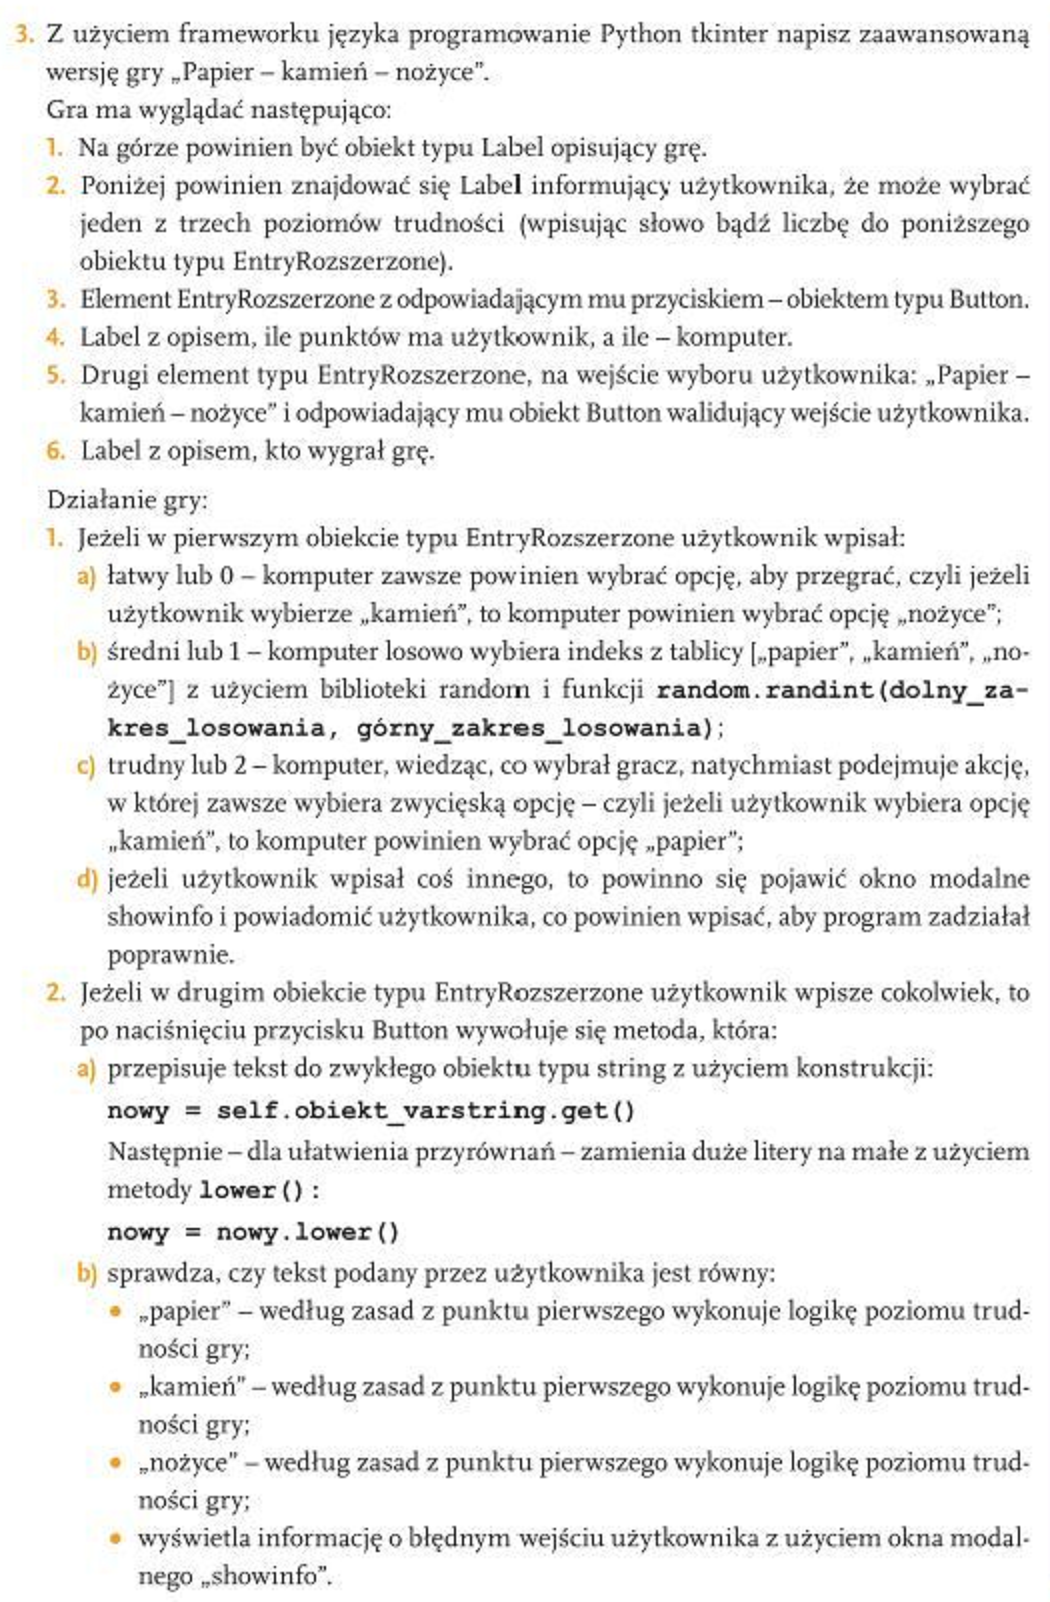 3. Z użyciem frameworku języka programowanie Python tkinter napisz zaawansowaną
wersję gry „Papier – kamień – nożyce”.
Gra ma wyglądać następująco:
1. Na górze powinien być obiekt typu Label opisujący grę.
2. Poniżej powinien znajdować się Label informujący użytkownika, że może wybrać
jeden z trzech poziomów trudności (wpisując słowo bądź liczbę do poniższego
obiektu typu EntryRozszerzone).
3. Element EntryRozszerzone z odpowiadającym mu przyciskiem – obiektem typu Button.
4. Label z opisem, ile punktów ma użytkownik, a ile – komputer.
5. Drugi element typu EntryRozszerzone, na wejście wyboru użytkownika: „Papier –
kamień – nożyce” i odpowiadający mu obiekt Button walidujący wejście użytkownika.
6. Label z opisem, kto wygrał grę.
Działanie gry:
1. Jeżeli w pierwszym obiekcie typu EntryRozszerzone użytkownik wpisał:
a) łatwy lub 0 – komputer zawsze powinien wybrać opcję, aby przegrać, czyli jeżeli
użytkownik wybierze „kamień”, to komputer powinien wybrać opcję „nożyce”;
b) średni lub 1 – komputer losowo wybiera indeks z tablicy [„papier”, „kamień”, „no-
życe”] z użyciem biblioteki random i funkcji random.randint(dolny_za-
kres_losowania, górny_zakres_losowania);
c) trudny lub 2 – komputer, wiedząc, co wybrał gracz, natychmiast podejmuje akcję,
w której zawsze wybiera zwycięską opcję – czyli jeżeli użytkownik wybiera opcję
„kamień”, to komputer powinien wybrać opcję „papier”;
d) jeżeli użytkownik wpisał coś innego, to powinno się pojawić okno modalne
showinfo i powiadomić użytkownika, co powinien wpisać, aby program zadziałał
poprawnie.
2. Jeżeli w drugim obiekcie typu EntryRozszerzone użytkownik wpisze cokolwiek, to
po naciśnięciu przycisku Button wywołuje się metoda, która:
a) przepisuje tekst do zwykłego obiektu typu string z użyciem konstrukcji:
nowy = self.obiekt_varstring.get()
Następnie – dla ułatwienia przyrównań – zamienia duże litery na małe z użyciem
metody lower():
nowy = nowy.lower()
b) sprawdza, czy tekst podany przez użytkownika jest równy:
• „papier” – według zasad z punktu pierwszego wykonuje logikę poziomu trud-
ności gry;
• „kamień” – według zasad z punktu pierwszego wykonuje logikę poziomu trud-
ności gry;
• „nożyce” – według zasad z punktu pierwszego wykonuje logikę poziomu trud-
ności gry;
• wyświetla informację o błędnym wejściu użytkownika z użyciem okna modal-
nego „showinfo”.